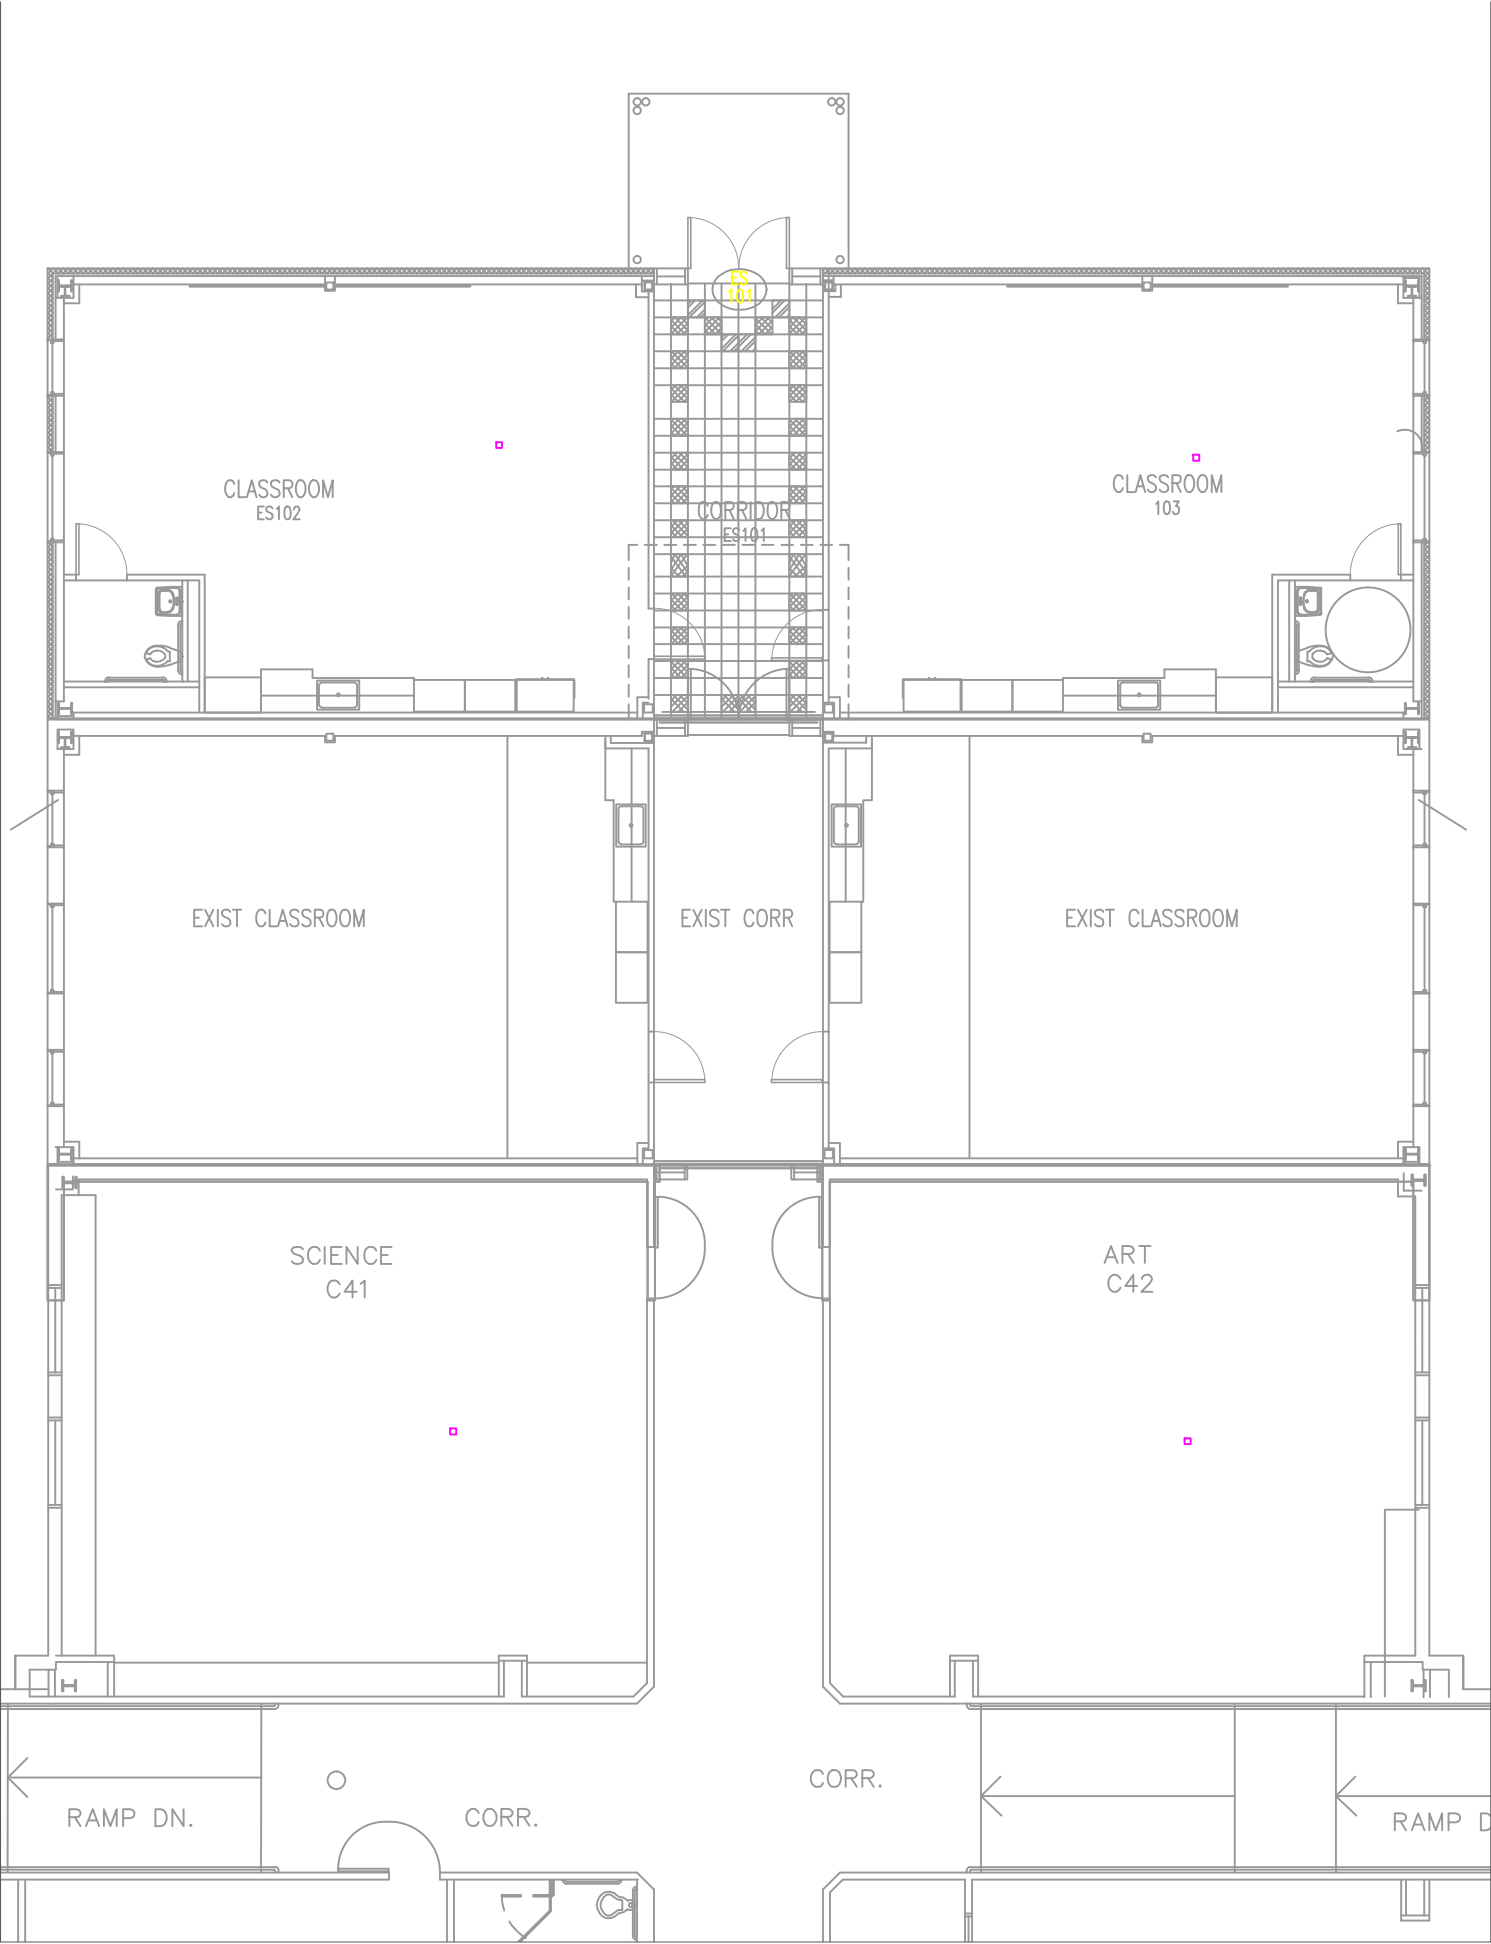 ES
101
CLASSROOM
ES102
CORRIDOR
ES101
CLASSROOM
103
EXIST CLASSROOM
EXIST CORR
EXIST CLASSROOM
SCIENCE
C41
ART
C42
CORR.
RAMP DN.
CORR.
RAMP D